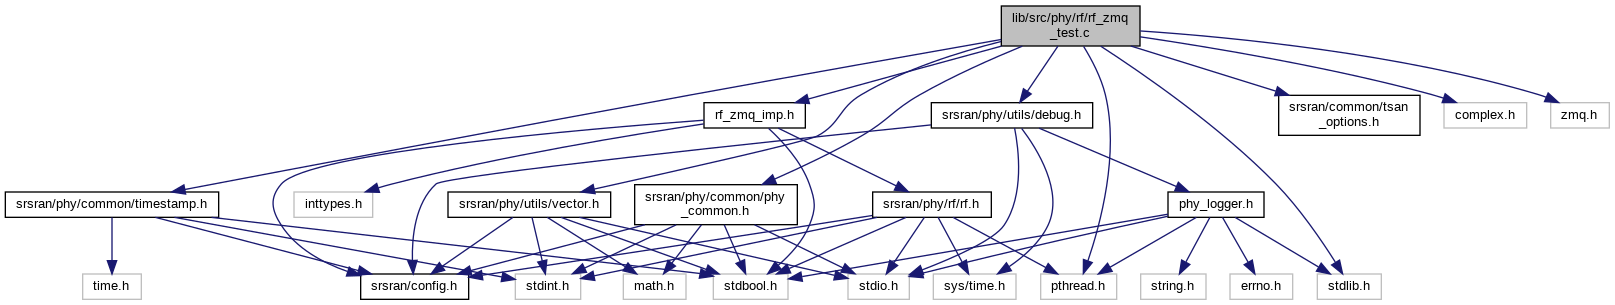 lib/src/phy/rf/rf_zmq
_test.c
rf_zmq_imp.h
srsran/phy/utils/debug.h
srsran/common/tsan
_options.h
complex.h
zmq.h
srsran/phy/common/timestamp.h
inttypes.h
srsran/phy/utils/vector.h
srsran/phy/common/phy
_common.h
srsran/phy/rf/rf.h
phy_logger.h
time.h
srsran/config.h
stdint.h
math.h
stdbool.h
stdio.h
sys/time.h
pthread.h
string.h
errno.h
stdlib.h